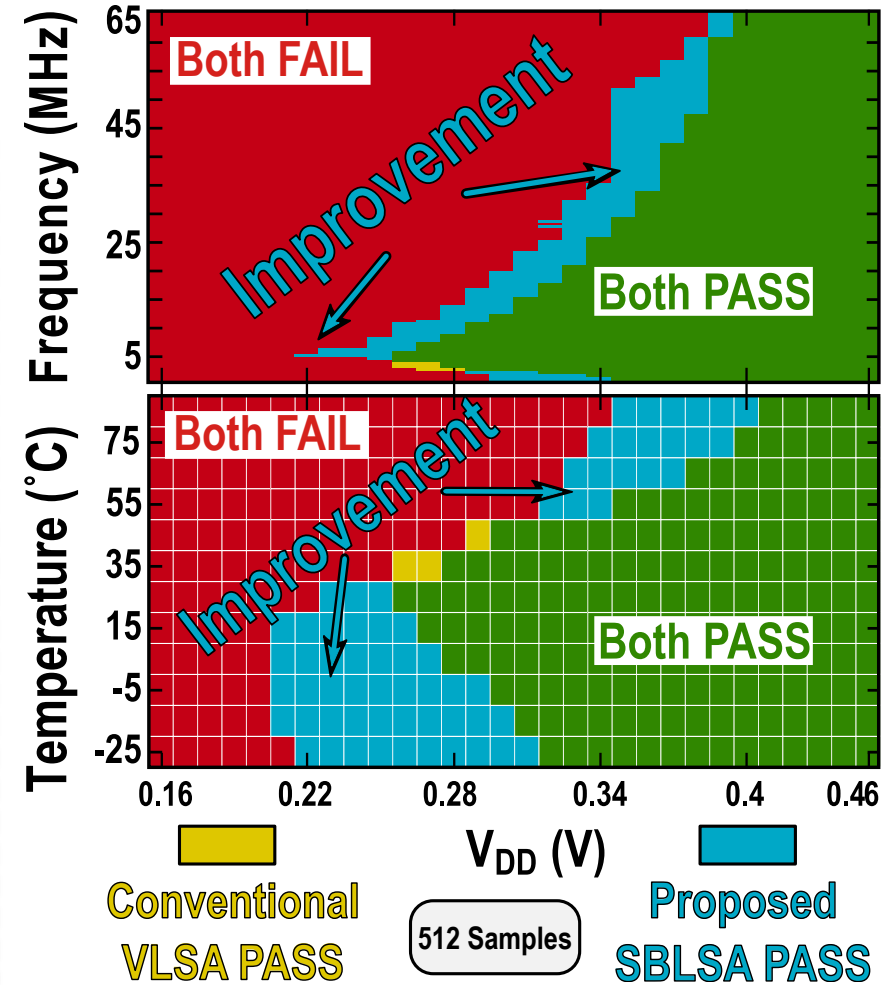 65
45
25
5
Frequency (MHz)
Both FAIL
Improvement
Both PASS
75
55
35
15
-5
-25
Temperature (˚C)
Both FAIL
Improvement
Both PASS
0.16 0.22 0.28 0.34 0.4 0.46
VDD (V)
Conventional
VLSA PASS
512 Samples
Proposed
SBLSA PASS